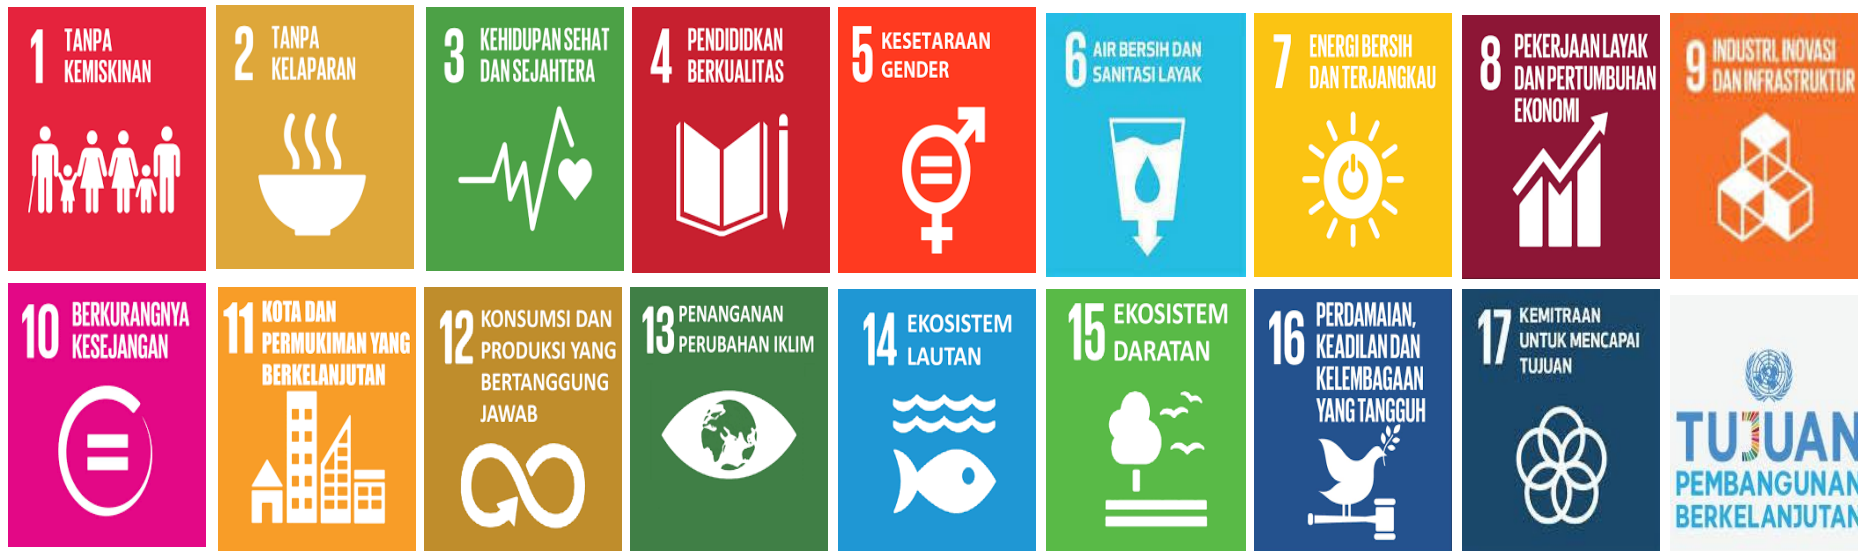 1 TANPA
KEMISKINAN
2 TANPA
KELAPARAN
3 KEHIDUPAN SEHAT
DAN SEJAHTERA
4 PENDIDIDKAN
BERKUALITAS
5 KESETARAAN
GENDER
6 AIR BERSIH DAN
SANITASI LAYAK
7 ENERGI BERSIH
DAN TERJANGKAU
8 PEKERJAAN LAYAK
DAN PERTUMBUHAN
EKONOMI
9 INDUSTRI, INOVASI
DAN INFRASTRUKTUR
10 BERKURANGNYA
KESEJANGAN
11 KOTA DAN
PERMUKIMAN YANG
BERKELANJUTAN
12 KONSUMSI DAN
PRODUKSI YANG
BERTANGGUNG
JAWAB
13 PENANGANAN
PERUBAHAN IKLIM
14 EKOSISTEM
LAUTAN
15 EKOSISTEM
DARATAN
16 PERDAMAIAN,
KEADILAN DAN
KELEMBAGAAN
YANG TANGGUH
17 KEMITRAAN
UNTUK MENCAPAI
TUJUAN
TUJUAN
PEMBANGUNAN
BERKELANJUTAN